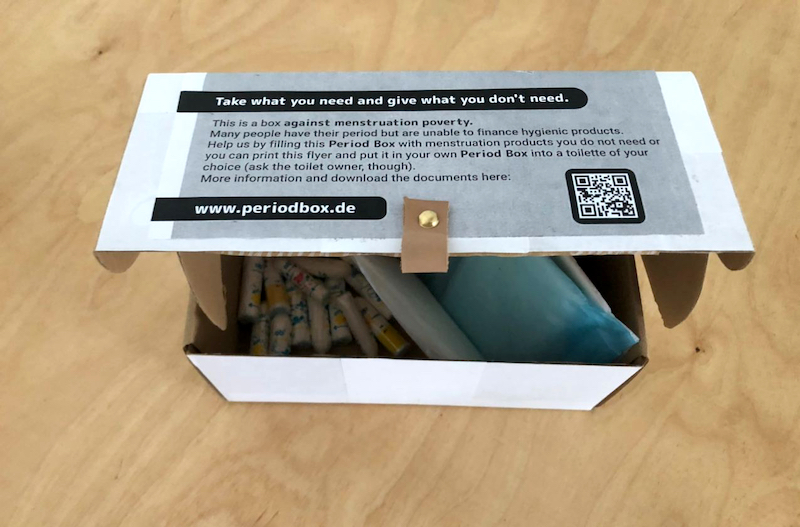 Take what you need and give what you don't need.
This is a box against menstruation poverty.
Many people have their period but are unable to finance hygienic products.
Help us by filling this Period Box with menstruation products you do not need or
you can print this flyer and put it in your own Period Box into a toilette of your
choice (ask the toilet owner, though).
More information and download the documents here:
www.periodbox.de